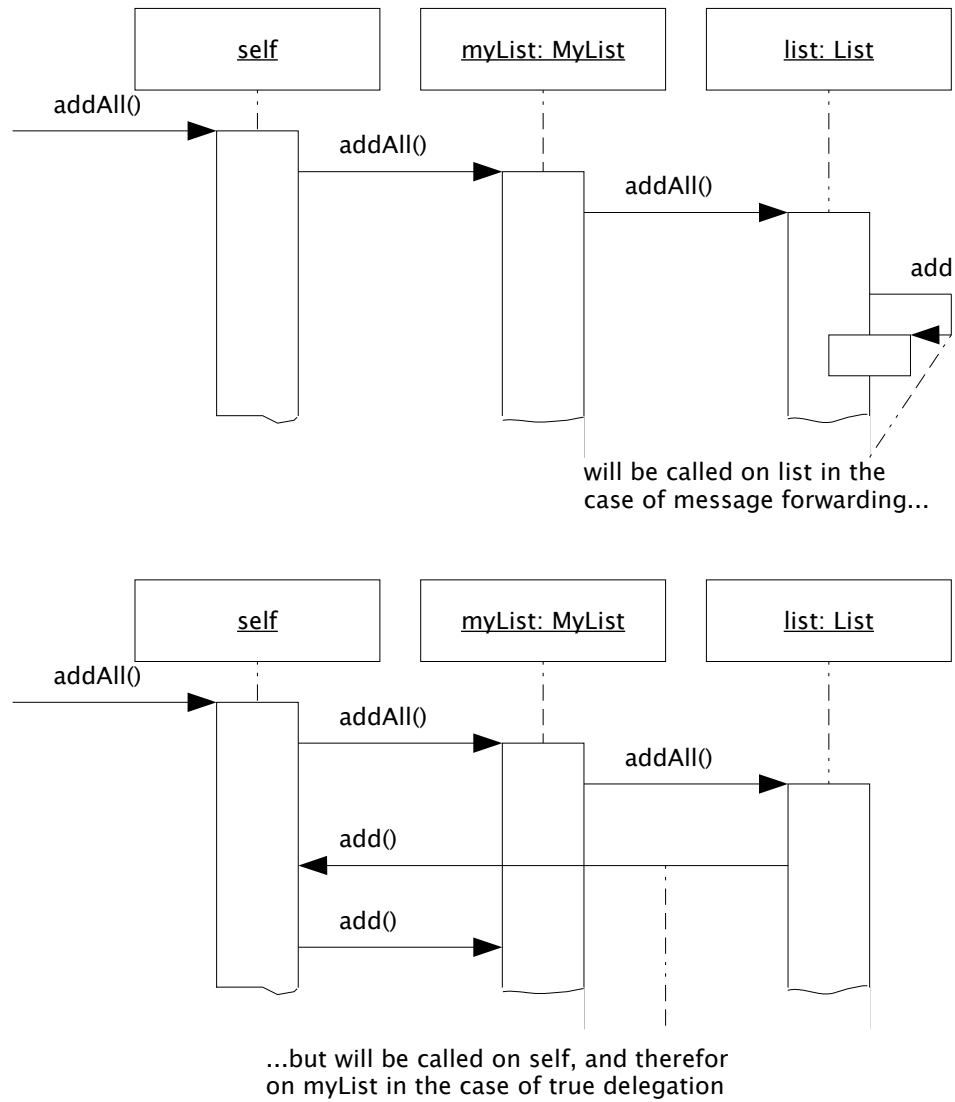 self
myList: MyList
list: List
addAll()
addAll()
addAll()
add
will be called on list in the
case of message forwarding...
self
myList: MyList
list: List
addAll()
addAll()
addAll()
add()
add()
...but will be called on self, and therefor
on myList in the case of true delegation